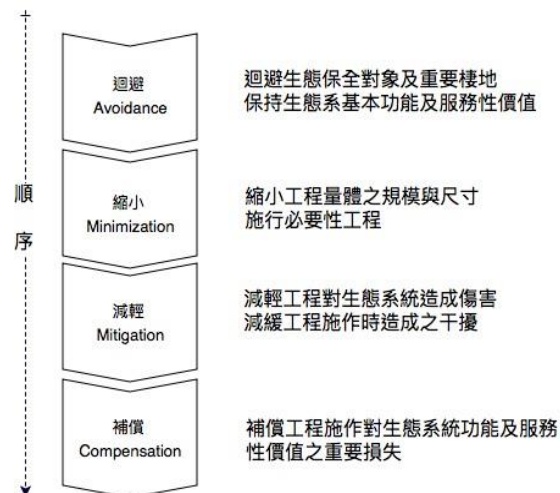 順
序
迴避
Avoidance
迴避生態保全對象及重要棲地
保持生態系基本功能及服務性價值
縮小
Minimization
縮小工程量體之規模與尺寸
施行必要性工程
減輕
Mitigation
減輕工程對生態系統造成傷害
減緩工程施作時造成之干擾
補償
Compensation
補償工程施作對生態系統功能及服務
性價值之重要損失